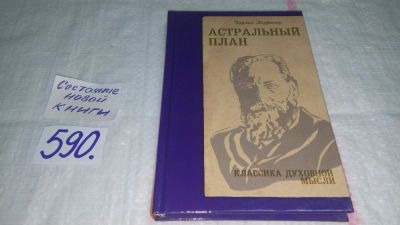 Состояние
новой
книги
590.
Чарльз Ледбитер
АСТРАЛЬНЫЙ
ПЛАН
КЛАССИКА ДУХОВНОЙ
МЫСЛИ